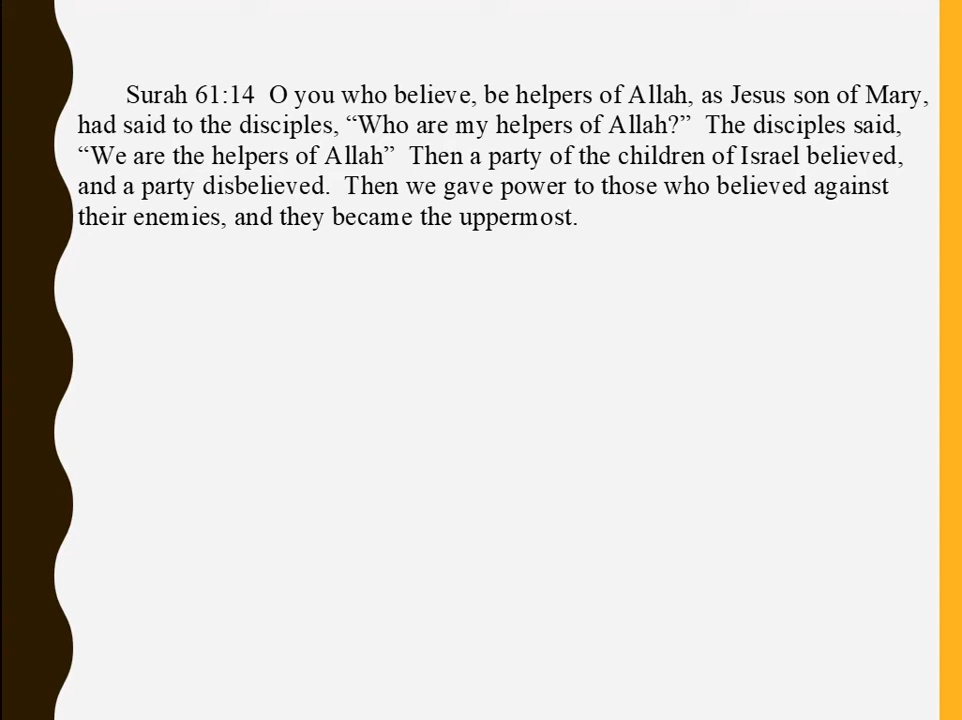 Surah 61:14  O you who believe, be helpers of Allah, as Jesus son of Mary,
had said to the disciples, “Who are my helpers of Allah?”  The disciples said,
“We are the helpers of Allah”  Then a party of the children of Israel believed,
and a party disbelieved.  Then we gave power to those who believed against
their enemies, and they became the uppermost.